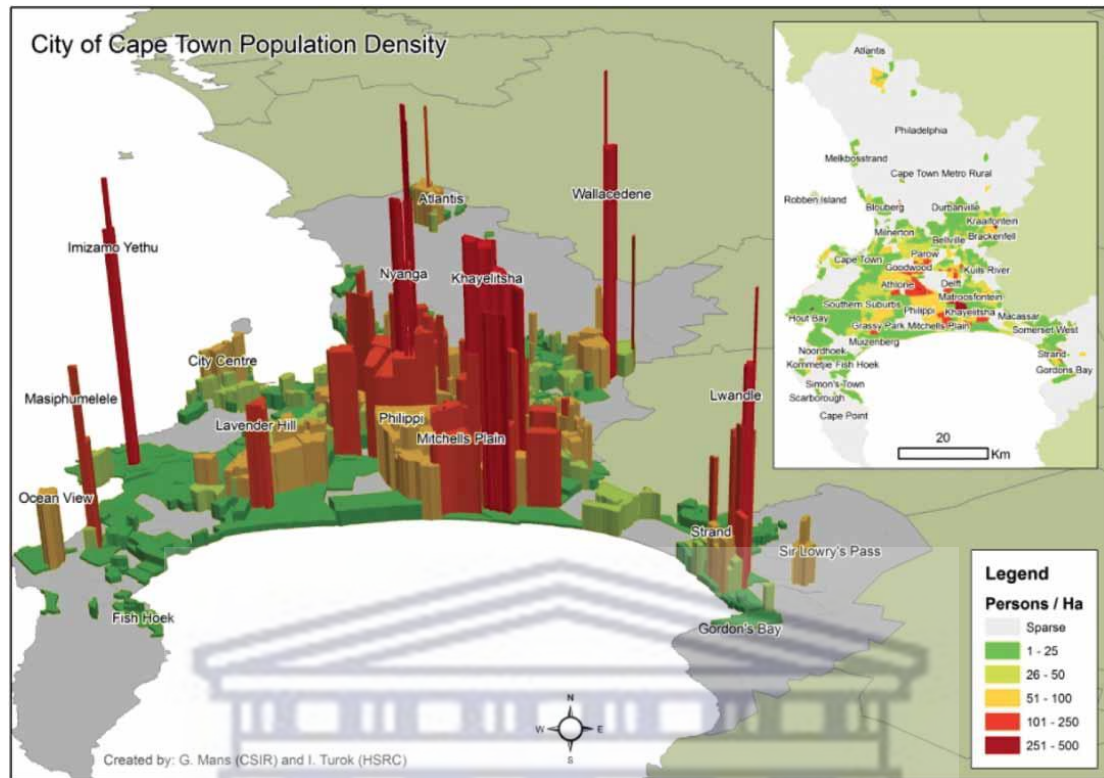 City of Cape Town Population Density
Atlantis
Wallacedene
Imizamo Yethu
Nyanga
Khayelitsha
City Centre
Masiphumelele
Lavender Hill
Philippi
Mitchells Plain
Lwandle
Ocean View
Strand
Sir Lowry's Pass
Fish Hoek
Gordon's Bay
N
W
E
S
Created by: G. Mans (CSIR) and I. Turok (HSRC)
Atlantis
Philadelphia
Melkbosstrand
Cape Town Metro Rural
Robben Island
Blouberg
Durbanville
Kraaifontein
Milnerton
Brackenfell
Bellville
Cape Town
Parow
Goodwood
Kuils River
Athlone
Delft
Matroosfontein
Southern Suburbs
Hout Bay
Philippi
Khayelitsha
Macassar
Grassy Park
Mitchells Plain
Somerset West
Muizenberg
Noordhoek
Strand
Kommetjie
Fish Hoek
Gordons Bay
Simon's Town
Scarborough
Cape Point
20
Km
Legend
Persons / Ha
Sparse
1 - 25
26 - 50
51 - 100
101 - 250
251 - 500